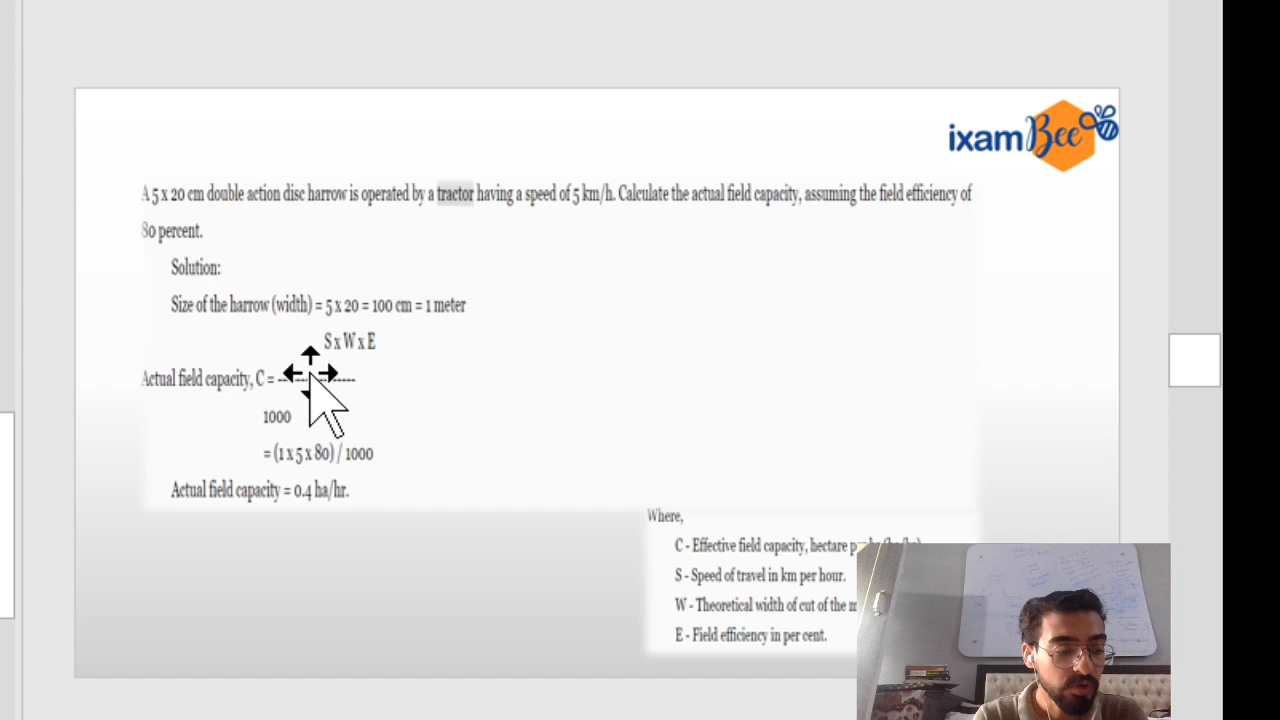 ixamBee
A 5 x 20 cm double action disc harrow is operated by a tractor having a speed of 5 km/h. Calculate the actual field capacity, assuming the field efficiency of
80 percent.
Solution:
Size of the harrow (width) = 5 x 20 = 100 cm = 1 meter
S x W x E
Actual field capacity, C = ------------
1000
= (1 x 5 x 80) / 1000
Actual field capacity = 0.4 ha/hr.
Where,
C - Effective field capacity, hectare
S - Speed of travel in km per hour.
W - Theoretical width of cut of the
E - Field efficiency in per cent.